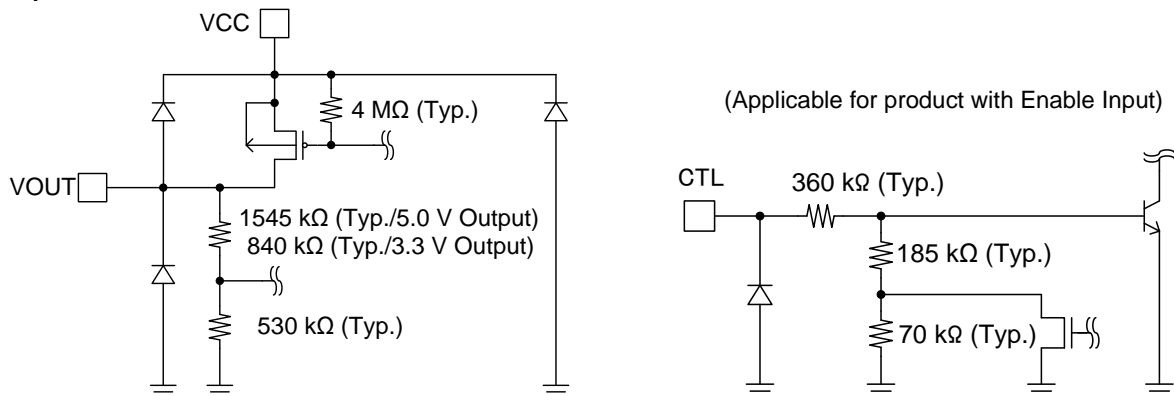 VCC
4 MΩ (Typ.)
VOUT
1545 kΩ (Typ./5.0 V Output)
840 kΩ (Typ./3.3 V Output)
530 kΩ (Typ.)
(Applicable for product with Enable Input)
CTL
360 kΩ (Typ.)
185 kΩ (Typ.)
70 kΩ (Typ.)